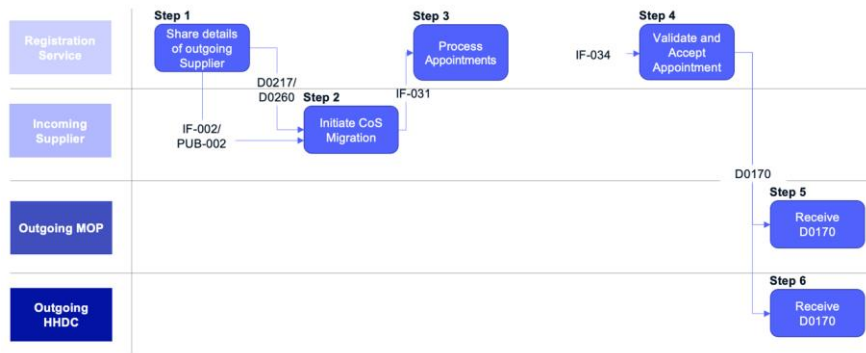 Step 1
Step 3
Step 4
Registration
Service
Share details
of outgoing
Supplier
Process
Appointments
IF-034
Validate and
Accept
Appointment
D0217/
D0260
Step 2
IF-031
Incoming
Supplier
IF-002/
PUB-002
Initiate CoS
Migration
D0170
Step 5
Outgoing MOP
Receive
D0170
Step 6
Outgoing
HHDC
Receive
D0170